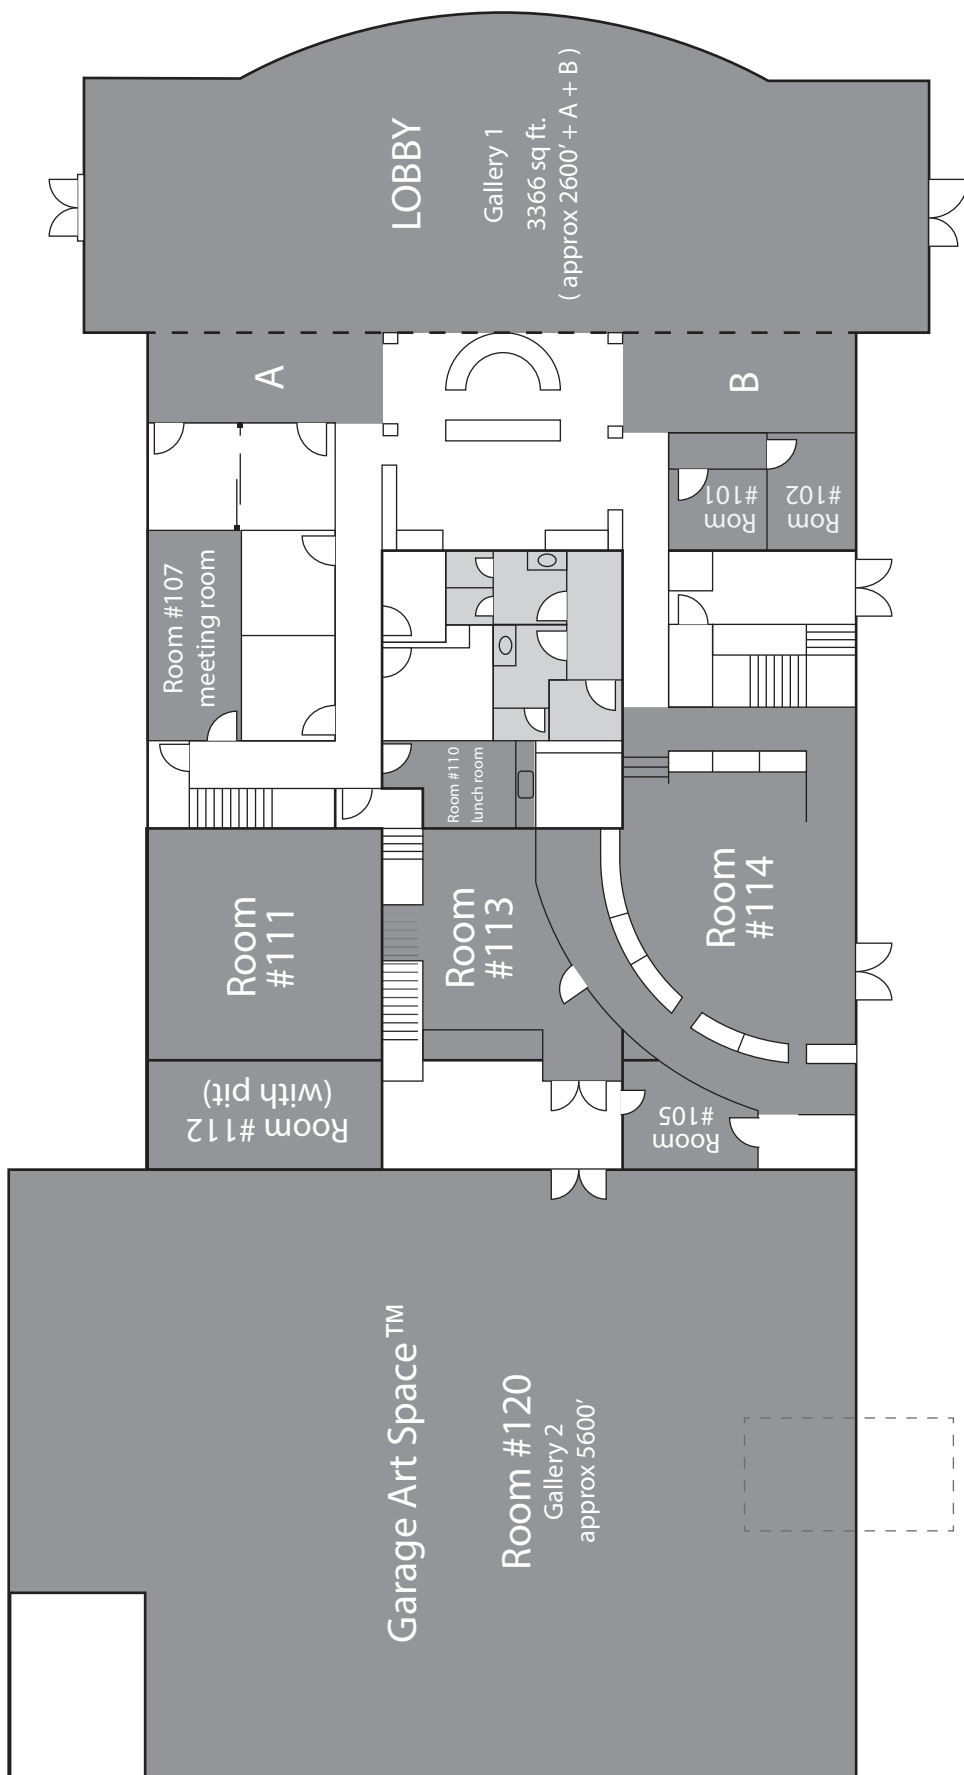 LOBBY
Gallery 1
3366 sq ft.
( approx 2600' + A + B )
A
B
Rom
#101
Rom
#102
Room #107
meeting room
Room #110
lunch room
Room
#111
Room
#113
Room
#114
Room #112
(with pit)
Room
#105
Garage Art Space™
Room #120
Gallery 2
approx 5600'